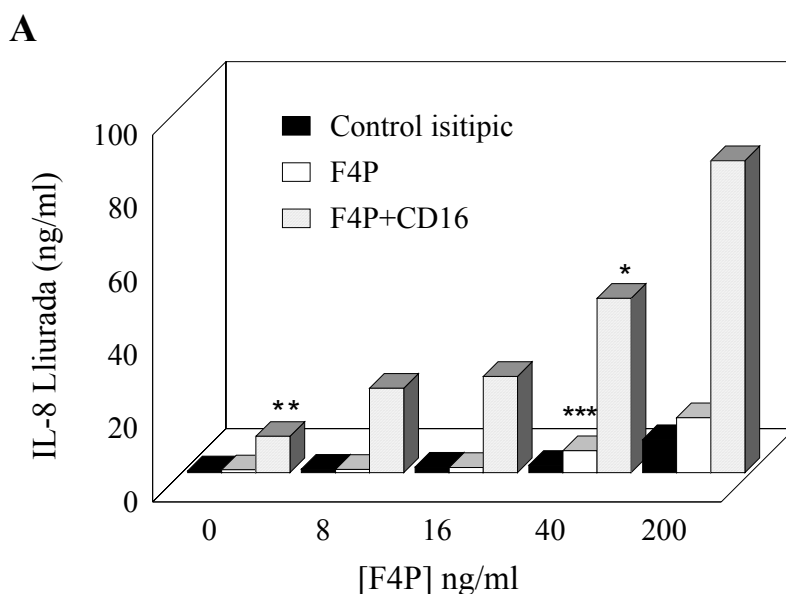 A
100
80
60
40
20
0
IL-8 Lliurada (ng/ml)
Control isitipic
F4P
F4P+CD16
**
***
*
0 8 16 40 200
[F4P] ng/ml